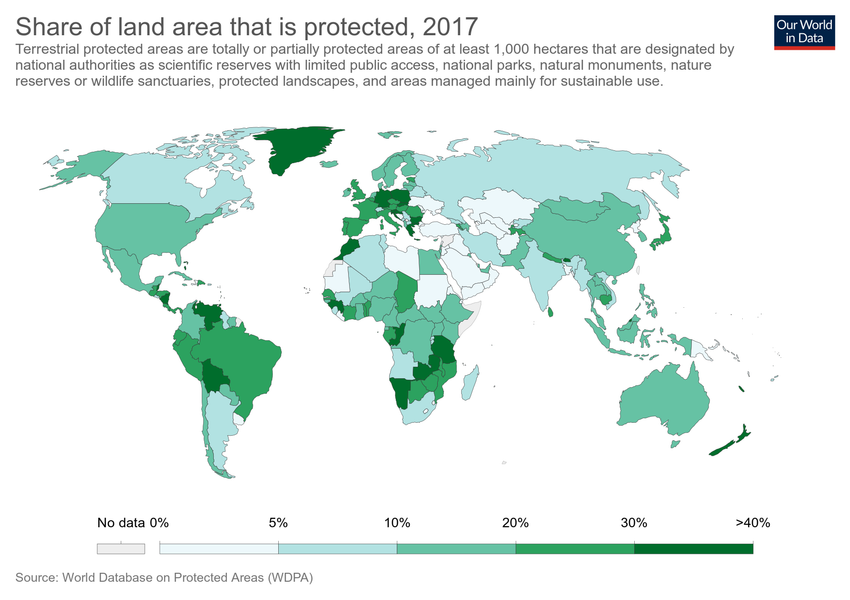 Share of land area that is protected, 2017
Our World
in Data
Terrestrial protected areas are totally or partially protected areas of at least 1,000 hectares that are designated by
national authorities as scientific reserves with limited public access, national parks, natural monuments, nature
reserves or wildlife sanctuaries, protected landscapes, and areas managed mainly for sustainable use.
No data 0% 5% 10% 20% 30% >40%
Source: World Database on Protected Areas (WDPA)